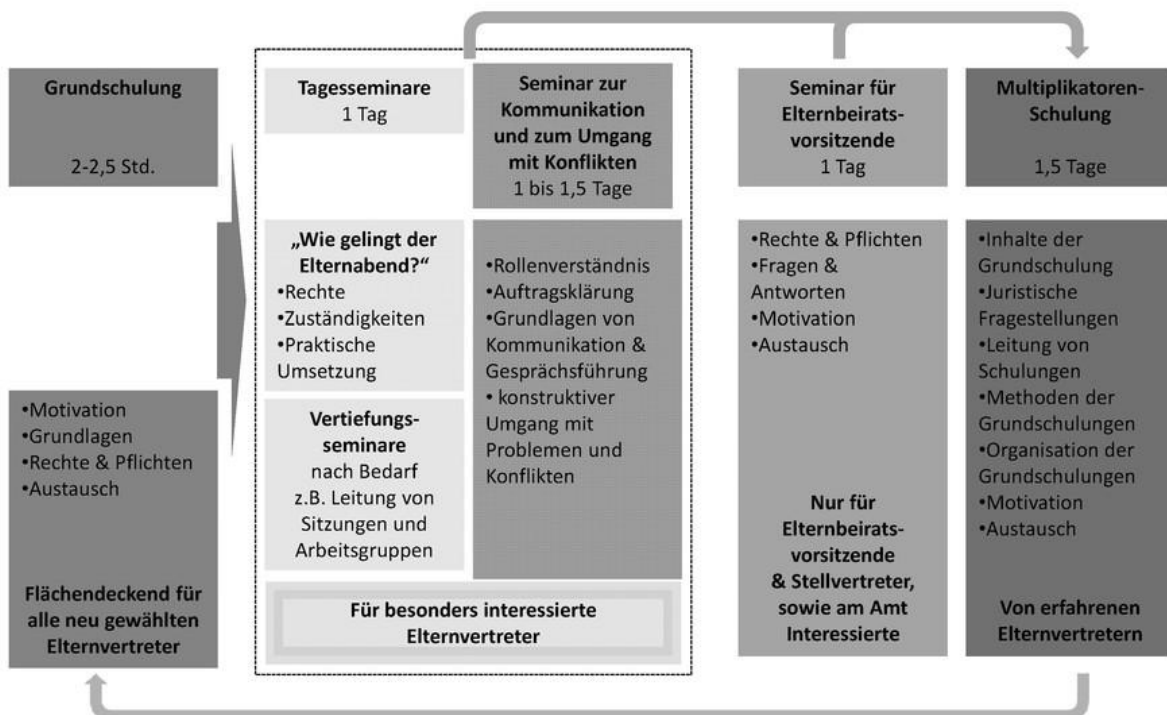 Grundschulung
2-2,5 Std.
•Motivation
•Grundlagen
•Rechte & Pflichten
•Austausch
Flächendeckend für
alle neu gewählten
Elternvertreter
Tagesseminare
1 Tag
„Wie gelingt der
Elternabend?“
•Rechte
•Zuständigkeiten
•Praktische
Umsetzung
Vertiefungs-
seminare
nach Bedarf
z.B. Leitung von
Sitzungen und
Arbeitsgruppen
Seminar zur
Kommunikation
und zum Umgang
mit Konflikten
1 bis 1,5 Tage
•Rollenverständnis
•Auftragsklärung
•Grundlagen von
Kommunikation &
Gesprächsführung
• konstruktiver
Umgang mit
Problemen und
Konflikten
Für besonders interessierte
Elternvertreter
Seminar für
Elternbeirats-
vorsitzende
1 Tag
•Rechte & Pflichten
•Fragen &
Antworten
•Motivation
•Austausch
Nur für
Elternbeirats-
vorsitzende
& Stellvertreter,
sowie am Amt
Interessierte
Multiplikatoren-
Schulung
1,5 Tage
•Inhalte der
Grundschulung
•Juristische
Fragestellungen
•Leitung von
Schulungen
•Methoden der
Grundschulungen
•Organisation der
Grundschulungen
•Motivation
•Austausch
Von erfahrenen
Elternvertretern